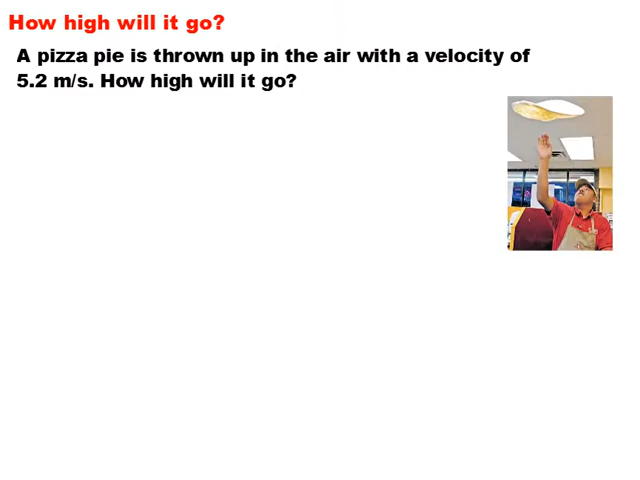 How high will it go?
A pizza pie is thrown up in the air with a velocity of
5.2 m/s. How high will it go?